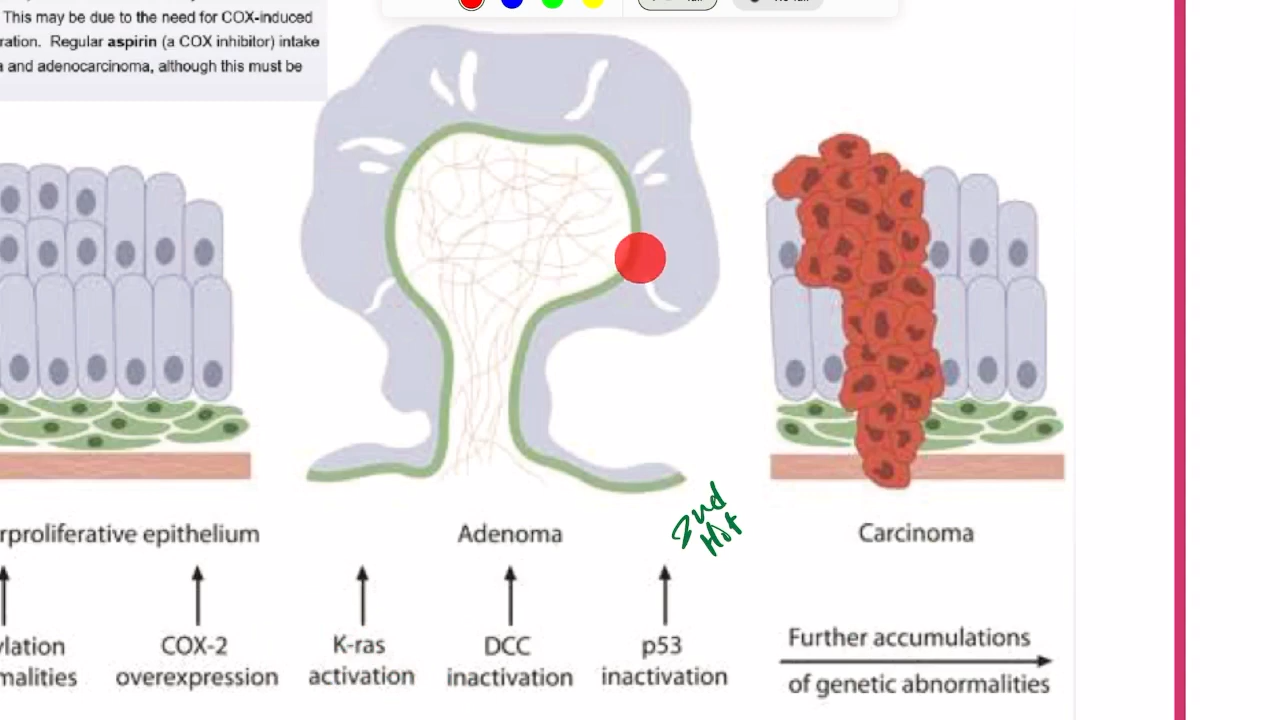 This may be due to the need for COX-induced
ration. Regular aspirin (a COX inhibitor) intake
a and adenocarcinoma, although this must be
2nd
Hit
rproliferative epithelium
Adenoma
Carcinoma
ylation
malities
COX-2
overexpression
K-ras
activation
DCC
inactivation
p53
inactivation
Further accumulations
of genetic abnormalities